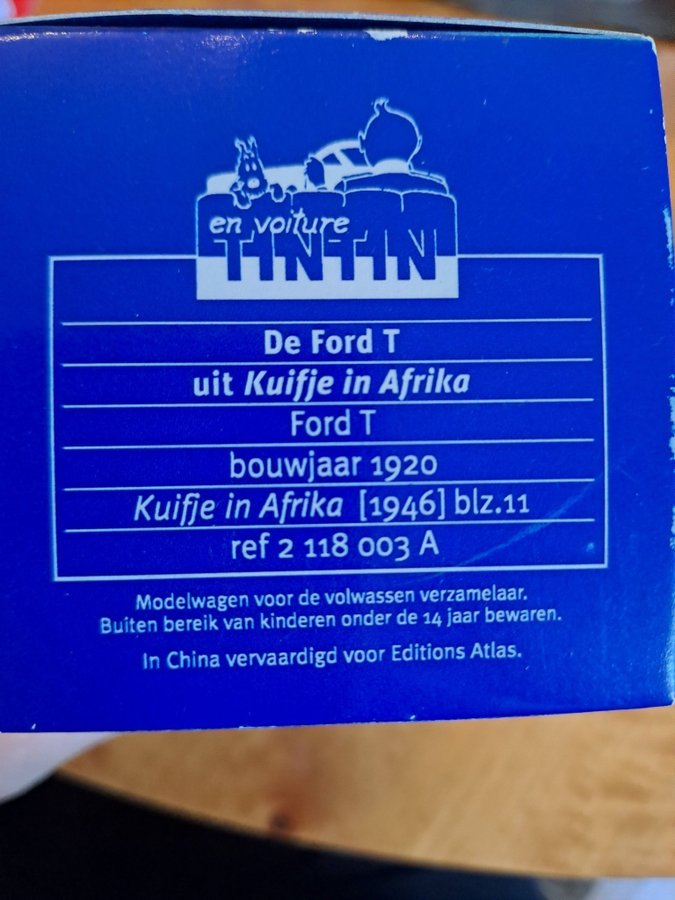 en voiture
TINTIN
De Ford T
uit Kuifje in Afrika
Ford T
bouwjaar 1920
Kuifje in Afrika [1946] blz.11
ref 2 118 003 A
Modelwagen voor de volwassen verzamelaar.
Buiten bereik van kinderen onder de 14 jaar bewaren.
In China vervaardigd voor Editions Atlas.